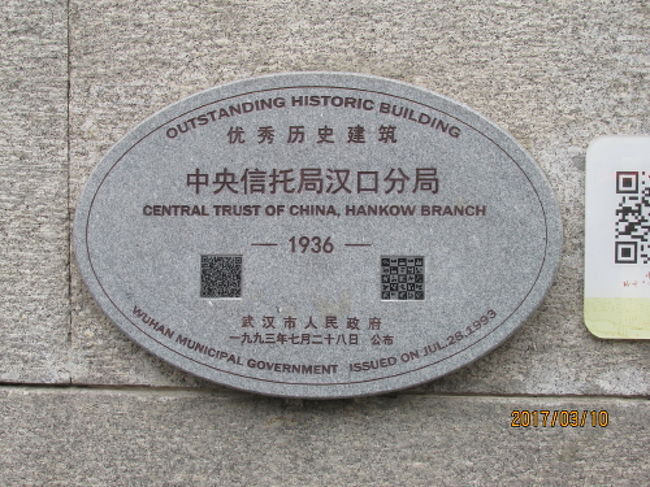 OUTSTANDING HISTORIC BUILDING
优秀历史建筑
中央信托局汉口分局
CENTRAL TRUST OF CHINA, HANKOW BRANCH
— 1936 —
武汉市人民政府
一九九三年七月二十八日 公布
WUHAN MUNICIPAL GOVERNMENT ISSUED ON JUL.28.1993
2017/03/10